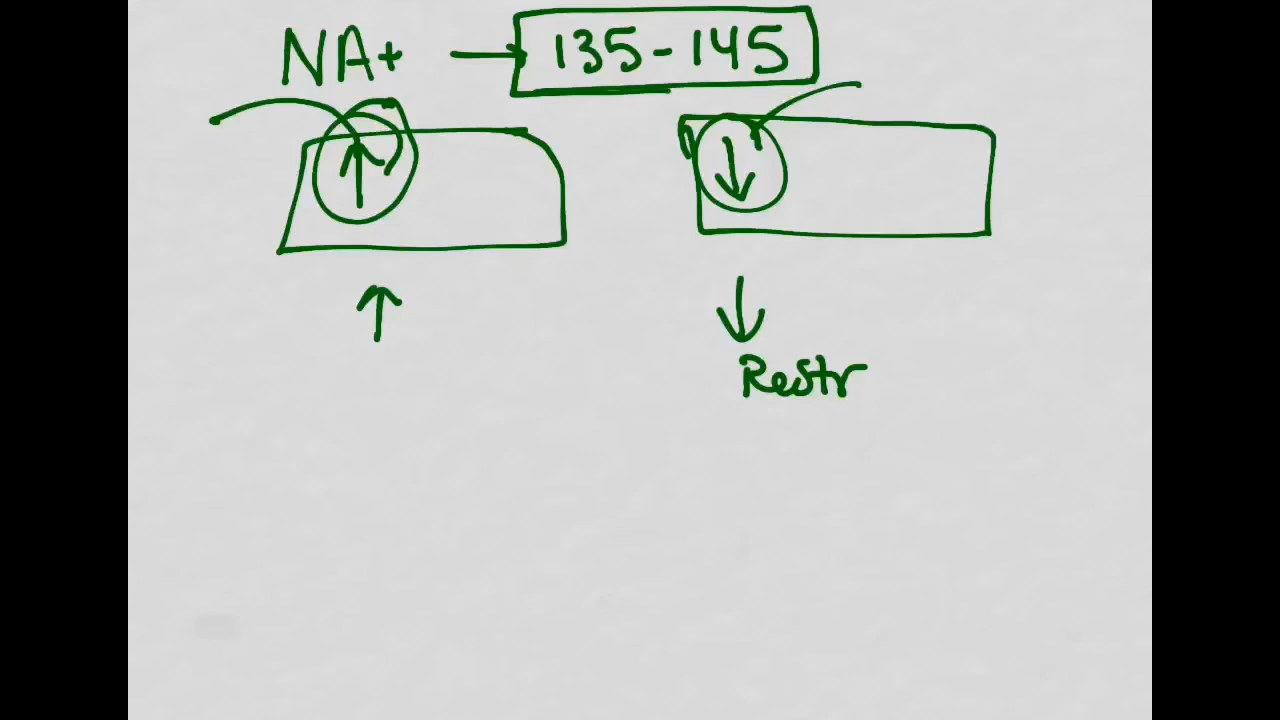 NA+ → 135-145
↑ ↓
↑ ↓
Restr